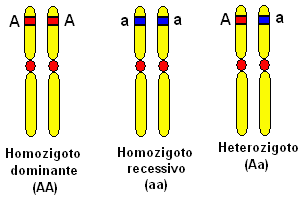 A A
a a
A a
Homozigoto
dominante
(AA)
Homozigoto
recessivo
(aa)
Heterozigoto
(Aa)